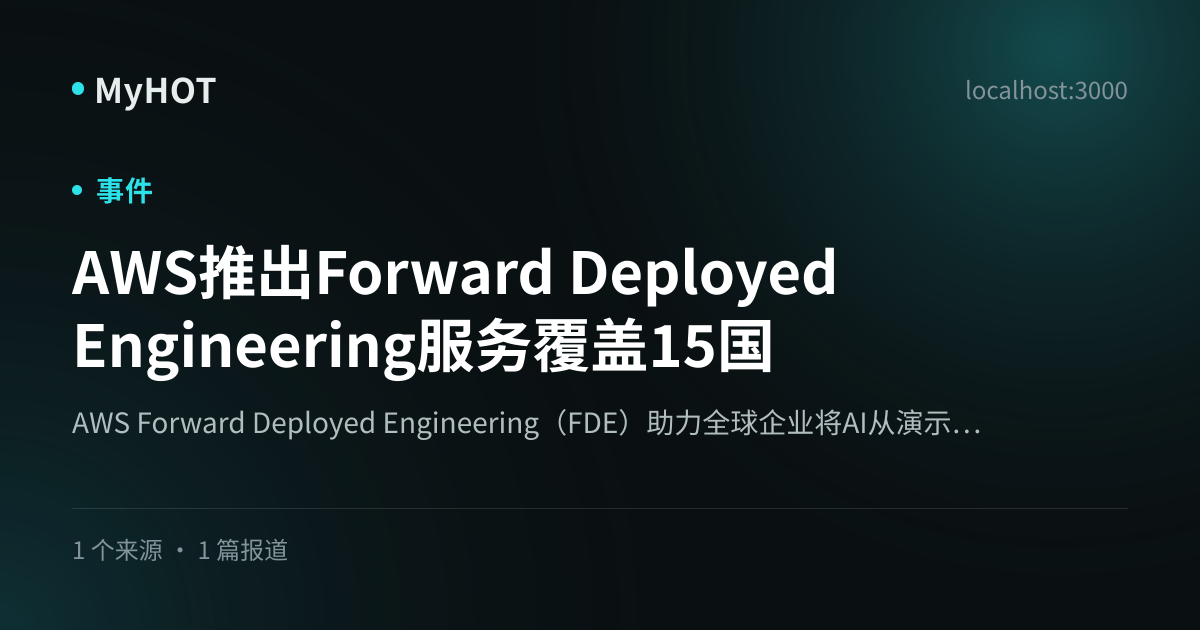 MyHOT
localhost:3000
事件
AWS推出Forward Deployed
Engineering服务覆盖15国
AWS Forward Deployed Engineering（FDE）助力全球企业将AI从演示…
1 个来源 · 1 篇报道